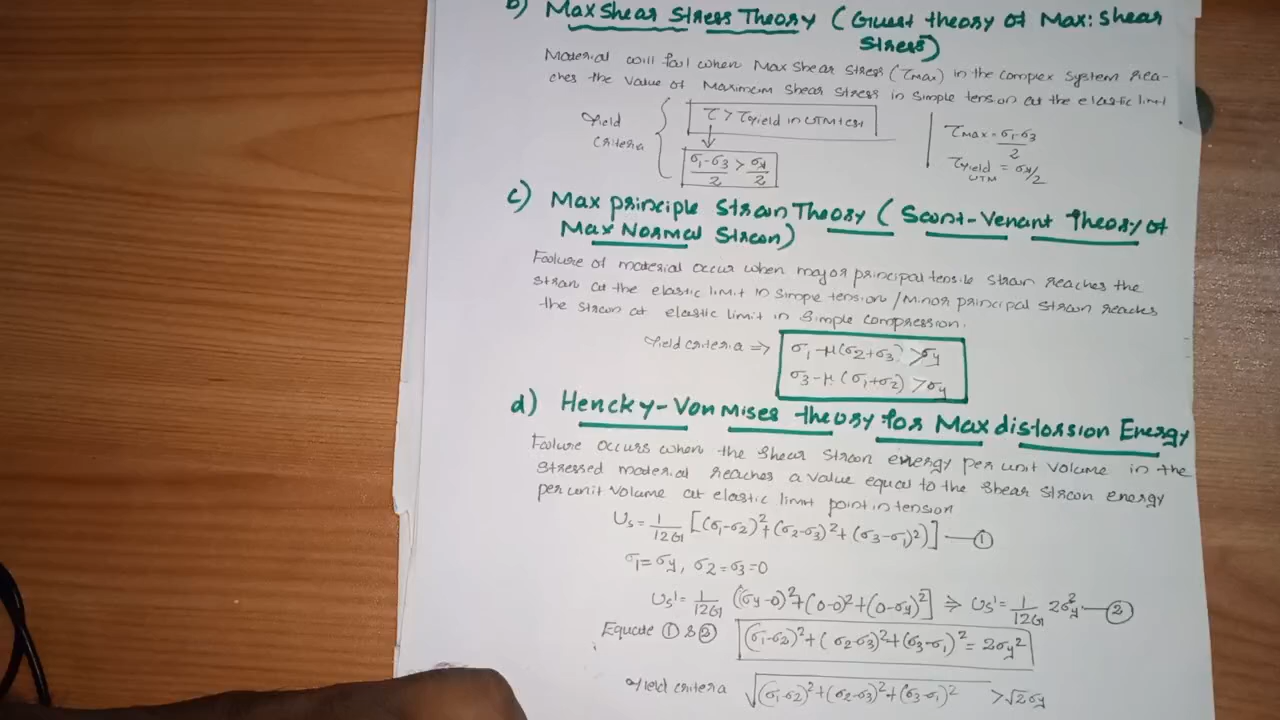 b) Max Shear Stress Theory (Guest theory of Max: Shear
Stress)
Material will fail when Max Shear Stress (τmax) in the complex System rea-
ches the value of Maximum Shear Stress in Simple tension at the elastic limit
Yield
criteria
τ > τyield in UTM test
(σ1-σ3)/2 > σy/2
τmax = (σ1-σ3)/2
τyield UTM = σy/2
c) Max principle Strain Theory ( Saint-Venant Theory of
Max Normal Strain)
Failure of material occur when major principal tensile strain reaches the
strain at the elastic limit in simple tension / minor principal strain reaches
the strain at elastic limit in Simple compression.
Yield criteria ⇒
σ1 - μ(σ2+σ3) > σy
σ3 - μ (σ1+σ2) > σy
d) Hencky-Von Mises theory for Max distorsion Energy
Failure occurs when the shear strain energy per unit volume in the
stressed material reaches a value equal to the shear strain energy
per unit volume at elastic limit point in tension
Us = 1/12G [(σ1-σ2)²+(σ2-σ3)²+(σ3-σ1)²)] — ①
σ1 = σy, σ2 = σ3 = 0
Us' = 1/12G ((σy-0)²+(0-0)²+(0-σy)²] ⇒ Us' = 1/12G 2σy² — ②
Equate ① & ② (σ1-σ2)²+(σ2-σ3)²+(σ3-σ1)² = 2σy²
Yield criteria √((σ1-σ2)²+(σ2-σ3)²+(σ3-σ1)²) > √2σy